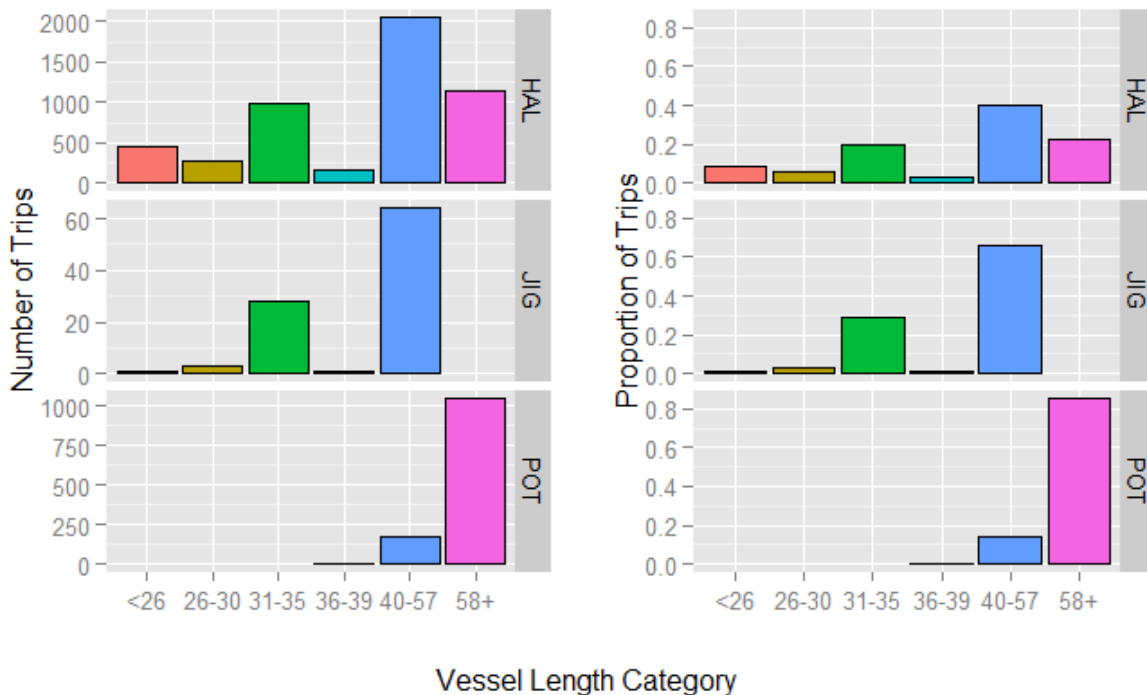 Number of Trips
2000
1500
1000
500
0
HAL
60
40
20
0
JIG
1000
750
500
250
0
POT
<26 26-30 31-35 36-39 40-57 58+
Proportion of Trips
0.8
0.6
0.4
0.2
0.0
HAL
0.8
0.6
0.4
0.2
0.0
JIG
0.8
0.6
0.4
0.2
0.0
POT
<26 26-30 31-35 36-39 40-57 58+
Vessel Length Category